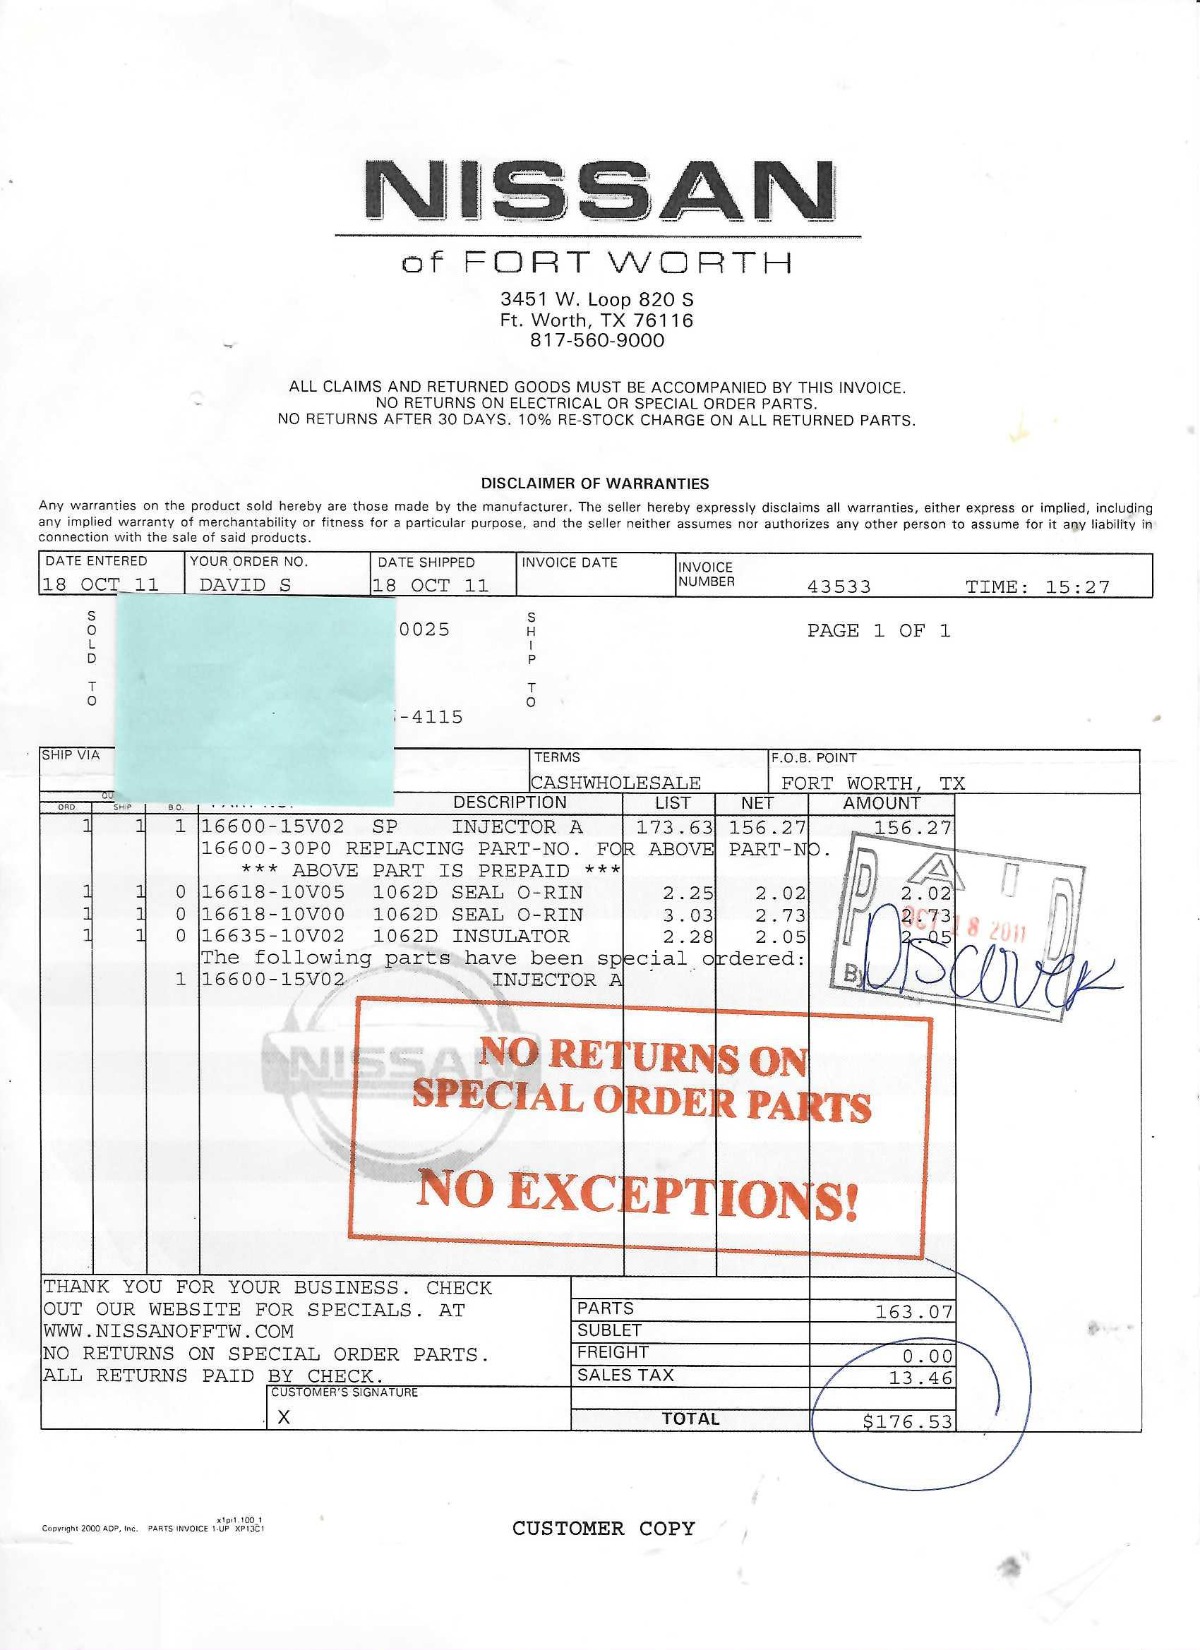 NISSAN
of FORT WORTH
3451 W. Loop 820 S
Ft. Worth, TX 76116
817-560-9000
ALL CLAIMS AND RETURNED GOODS MUST BE ACCOMPANIED BY THIS INVOICE.
NO RETURNS ON ELECTRICAL OR SPECIAL ORDER PARTS.
NO RETURNS AFTER 30 DAYS. 10% RE-STOCK CHARGE ON ALL RETURNED PARTS.
DISCLAIMER OF WARRANTIES
Any warranties on the product sold hereby are those made by the manufacturer. The seller hereby expressly disclaims all warranties, either express or implied, including
any implied warranty of merchantability or fitness for a particular purpose, and the seller neither assumes nor authorizes any other person to assume for it any liability in
connection with the sale of said products.
DATE ENTERED YOUR ORDER NO. DATE SHIPPED INVOICE DATE INVOICE NUMBER
18 OCT 11 DAVID S 18 OCT 11 43533 TIME: 15:27
SOLD TO 0025 SHIP TO PAGE 1 OF 1
-4115
SHIP VIA TERMS F.O.B. POINT
CASHWHOLESALE FORT WORTH, TX
ORD SHIP B.O. DESCRIPTION LIST NET AMOUNT
1 1 1 16600-15V02 SP INJECTOR A 173.63 156.27 156.27
16600-30P0 REPLACING PART-NO. FOR ABOVE PART-NO.
*** ABOVE PART IS PREPAID ***
1 1 0 16618-10V05 1062D SEAL O-RIN 2.25 2.02 2.02
1 1 0 16618-10V00 1062D SEAL O-RIN 3.03 2.73 2.73
1 1 0 16635-10V02 1062D INSULATOR 2.28 2.05 2.05
The following parts have been special ordered:
1 16600-15V02 INJECTOR A
PAID
OCT 18 2011
By Discover
NISSAN
NO RETURNS ON
SPECIAL ORDER PARTS
NO EXCEPTIONS!
THANK YOU FOR YOUR BUSINESS. CHECK
OUT OUR WEBSITE FOR SPECIALS. AT
WWW.NISSANOFFTW.COM
NO RETURNS ON SPECIAL ORDER PARTS.
ALL RETURNS PAID BY CHECK.
CUSTOMER'S SIGNATURE
X
PARTS 163.07
SUBLET
FREIGHT 0.00
SALES TAX 13.46
TOTAL $176.53
x1pi1.100 1
Copyright 2000 ADP, Inc. PARTS INVOICE 1-UP XP13C1
CUSTOMER COPY